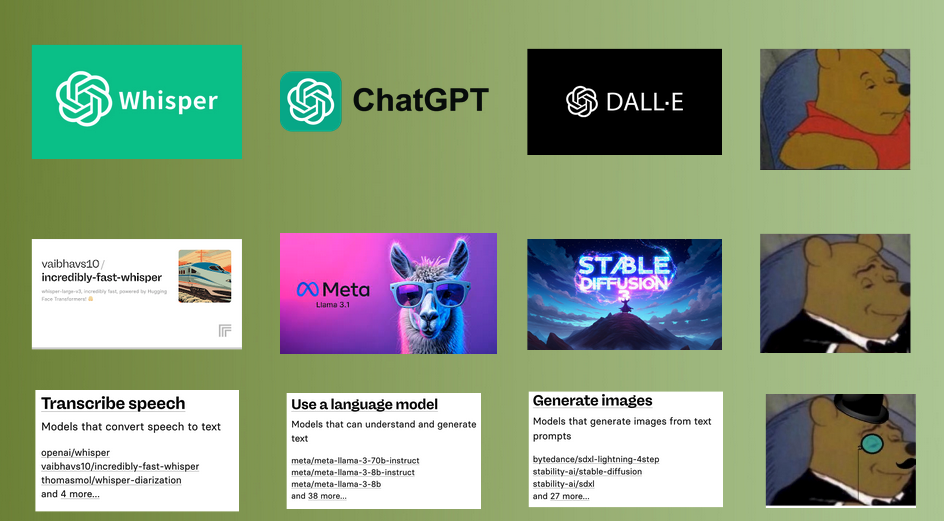 Whisper
ChatGPT
DALL·E
vaibhavs10/
incredibly-fast-whisper
whisper-large-v3, incredibly fast, powered by Hugging
Face Transformers! 🤗
Meta
Llama 3.1
STABLE
DIFFUSION
Transcribe speech
Models that convert speech to text
openai/whisper
vaibhavs10/incredibly-fast-whisper
thomasmol/whisper-diarization
and 4 more...
Use a language model
Models that can understand and generate
text
meta/meta-llama-3-70b-instruct
meta/meta-llama-3-8b-instruct
meta/meta-llama-3-8b
and 38 more...
Generate images
Models that generate images from text
prompts
bytedance/sdxl-lightning-4step
stability-ai/stable-diffusion
stability-ai/sdxl
and 27 more...